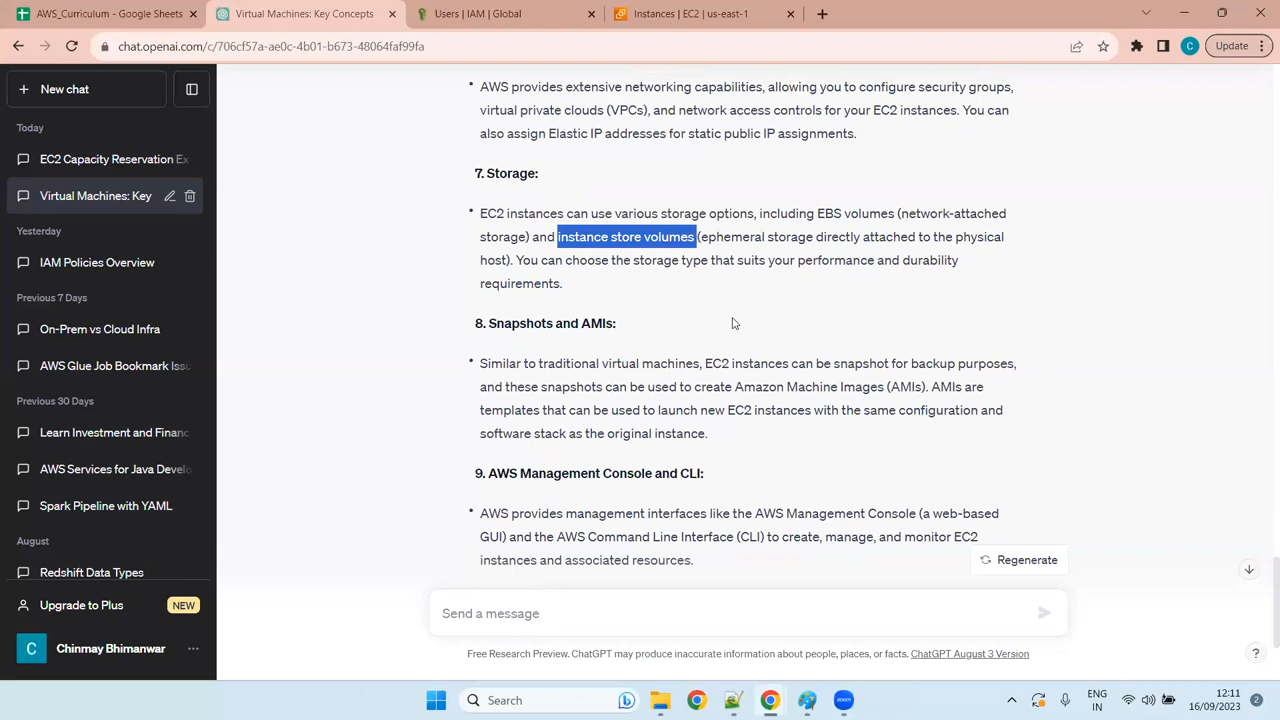 AWS_Curriculum - Google Sheets
Virtual Machines: Key Concepts
Users | IAM | Global
Instances | EC2 | us-east-1
chat.openai.com/c/706cf57a-ae0c-4b01-b673-48064faf99fa
C
Update
New chat
Today
EC2 Capacity Reservation Ex
Virtual Machines: Key
Yesterday
IAM Policies Overview
Previous 7 Days
On-Prem vs Cloud Infra
AWS Glue Job Bookmark Issu
Previous 30 Days
Learn Investment and Financ
AWS Services for Java Develo
Spark Pipeline with YAML
August
Redshift Data Types
Upgrade to Plus
NEW
C
Chinmay Bhimanwar
AWS provides extensive networking capabilities, allowing you to configure security groups,
virtual private clouds (VPCs), and network access controls for your EC2 instances. You can
also assign Elastic IP addresses for static public IP assignments.
7. Storage:
EC2 instances can use various storage options, including EBS volumes (network-attached
storage) and instance store volumes (ephemeral storage directly attached to the physical
host). You can choose the storage type that suits your performance and durability
requirements.
8. Snapshots and AMIs:
Similar to traditional virtual machines, EC2 instances can be snapshot for backup purposes,
and these snapshots can be used to create Amazon Machine Images (AMIs). AMIs are
templates that can be used to launch new EC2 instances with the same configuration and
software stack as the original instance.
9. AWS Management Console and CLI:
AWS provides management interfaces like the AWS Management Console (a web-based
GUI) and the AWS Command Line Interface (CLI) to create, manage, and monitor EC2
instances and associated resources.
Regenerate
Send a message
Free Research Preview. ChatGPT may produce inaccurate information about people, places, or facts. ChatGPT August 3 Version
?
Search
ENG
IN
12:11
16/09/2023
2